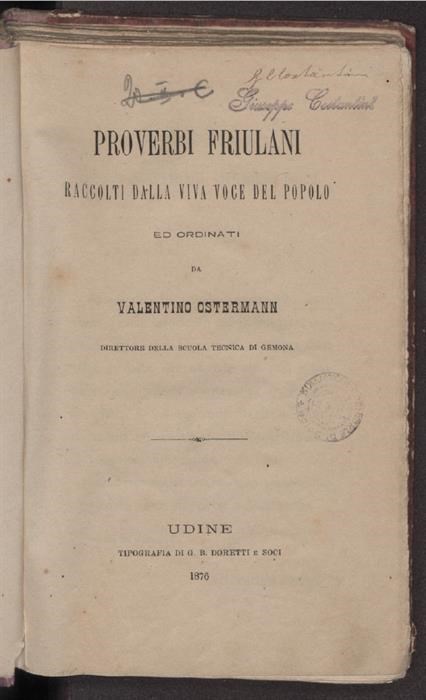 Giuseppe Costantini
PROVERBI FRIULANI
RACCOLTI DALLA VIVA VOCE DEL POPOLO
ED ORDINATI
DA
VALENTINO OSTERMANN
DIRETTORE DELLA SCUOLA TECNICA DI GEMONA
UDINE
TIPOGRAFIA DI G. B. DORETTI E SOCI
1876